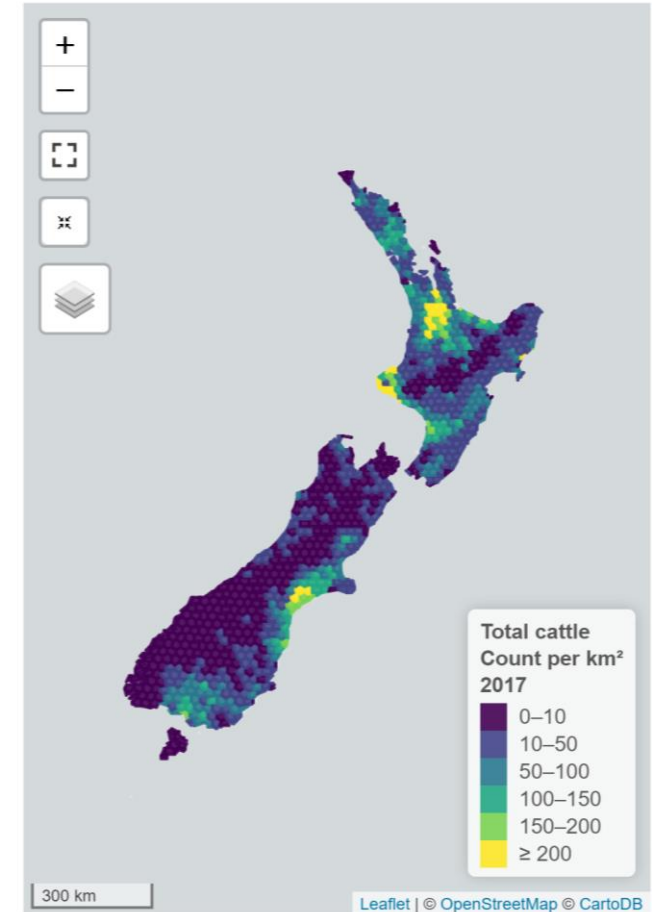 +
−
Total cattle
Count per km²
2017
0–10
10–50
50–100
100–150
150–200
≥ 200
300 km
Leaflet | © OpenStreetMap © CartoDB